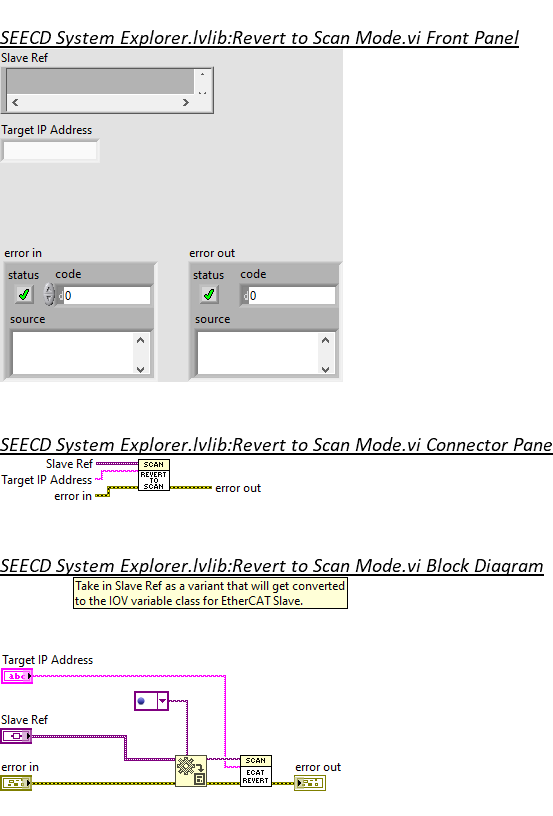 SEECD System Explorer.lvlib:Revert to Scan Mode.vi Front Panel
Slave Ref
Target IP Address
error in
error out
status code
status code
d 0
d 0
source
source
SEECD System Explorer.lvlib:Revert to Scan Mode.vi Connector Pane
Slave Ref
Target IP Address
error in
SCAN
REVERT
TO
SCAN
error out
SEECD System Explorer.lvlib:Revert to Scan Mode.vi Block Diagram
Take in Slave Ref as a variant that will get converted
to the IOV variable class for EtherCAT Slave.
Target IP Address
abc
Slave Ref
error in
SCAN
ECAT
REVERT
error out